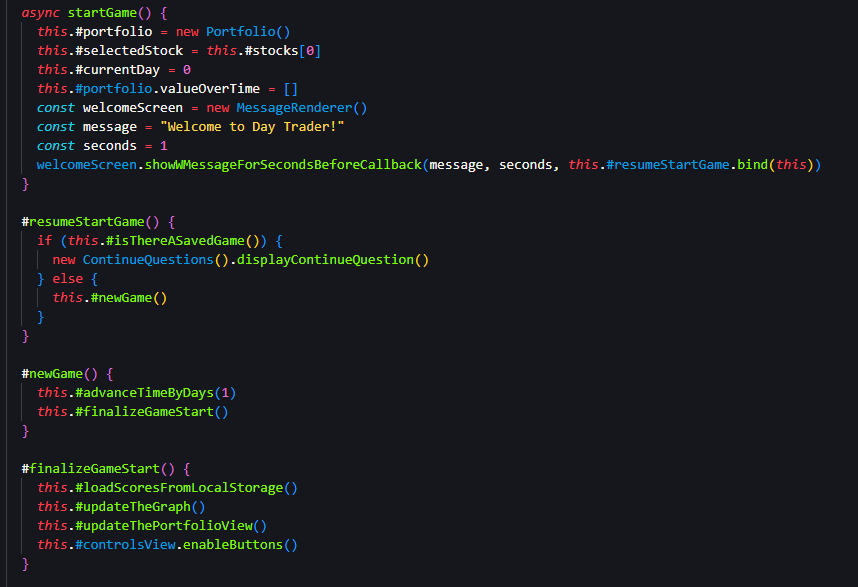 async startGame() {
this.#portfolio = new Portfolio()
this.#selectedStock = this.#stocks[0]
this.#currentDay = 0
this.#portfolio.valueOverTime = []
const welcomeScreen = new MessageRenderer()
const message = "Welcome to Day Trader!"
const seconds = 1
welcomeScreen.showWMessageForSecondsBeforeCallback(message, seconds, this.#resumeStartGame.bind(this))
}
#resumeStartGame() {
if (this.#isThereASavedGame()) {
new ContinueQuestions().displayContinueQuestion()
} else {
this.#newGame()
}
}
#newGame() {
this.#advanceTimeByDays(1)
this.#finalizeGameStart()
}
#finalizeGameStart() {
this.#loadScoresFromLocalStorage()
this.#updateTheGraph()
this.#updateThePortfolioView()
this.#controlsView.enableButtons()
}